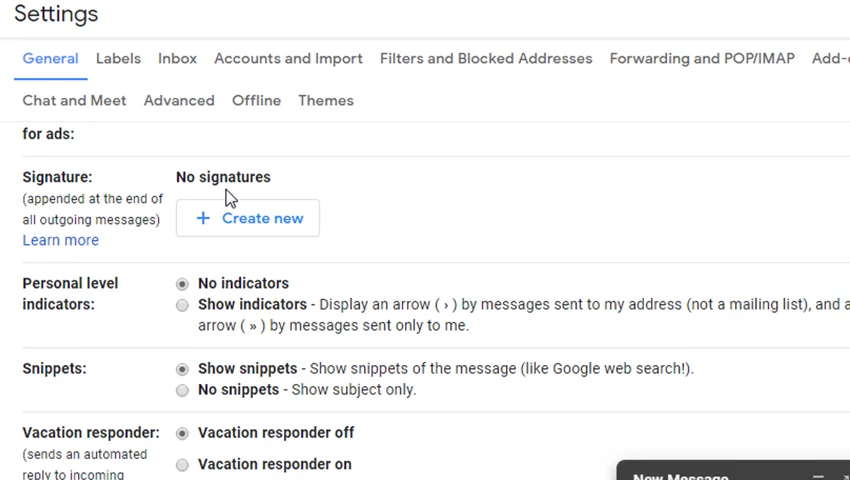 Settings
General Labels Inbox Accounts and Import Filters and Blocked Addresses Forwarding and POP/IMAP
Chat and Meet Advanced Offline Themes
for ads:
Signature: No signatures
(appended at the end of
all outgoing messages)
+ Create new
Learn more
Personal level No indicators
indicators: Show indicators - Display an arrow ( › ) by messages sent to my address (not a mailing list), and a
arrow ( » ) by messages sent only to me.
Snippets: Show snippets - Show snippets of the message (like Google web search!).
No snippets - Show subject only.
Vacation responder: Vacation responder off
(sends an automated
Vacation responder on
reply to incoming
New Message